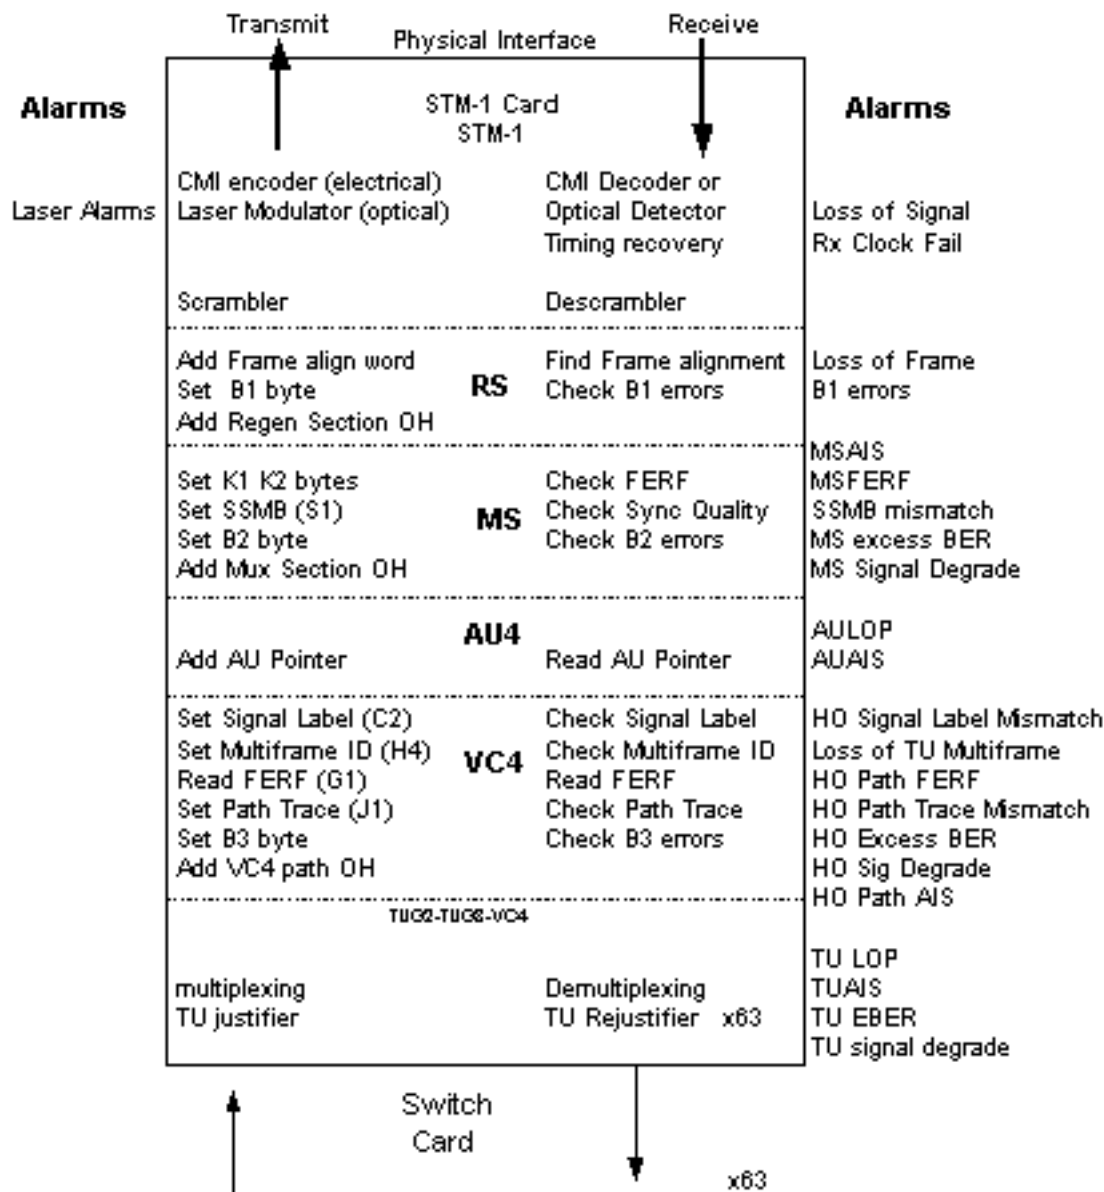 Transmit Receive
Physical Interface
Alarms Alarms
STM-1 Card
STM-1
CMI encoder (electrical) CMI Decoder or
Laser Alarms Laser Modulator (optical) Optical Detector Loss of Signal
Timing recovery Rx Clock Fail
Scrambler Descrambler
Add Frame align word Find Frame alignment Loss of Frame
Set B1 byte RS Check B1 errors B1 errors
Add Regen Section OH
MSAIS
Set K1 K2 bytes Check FERF MSFERF
Set SSMB (S1) MS Check Sync Quality SSMB mismatch
Set B2 byte Check B2 errors MS excess BER
Add Mux Section OH MS Signal Degrade
AU4 AULOP
Add AU Pointer Read AU Pointer AUAIS
Set Signal Label (C2) Check Signal Label HO Signal Label Mismatch
Set Multiframe ID (H4) VC4 Check Multiframe ID Loss of TU Multiframe
Read FERF (G1) Read FERF HO Path FERF
Set Path Trace (J1) Check Path Trace HO Path Trace Mismatch
Set B3 byte Check B3 errors HO Excess BER
Add VC4 path OH HO Sig Degrade
HO Path AIS
TUG2-TUG3-VC4
TU LOP
multiplexing Demultiplexing TUAIS
TU justifier TU Rejustifier x63 TU EBER
TU signal degrade
Switch
Card
x63